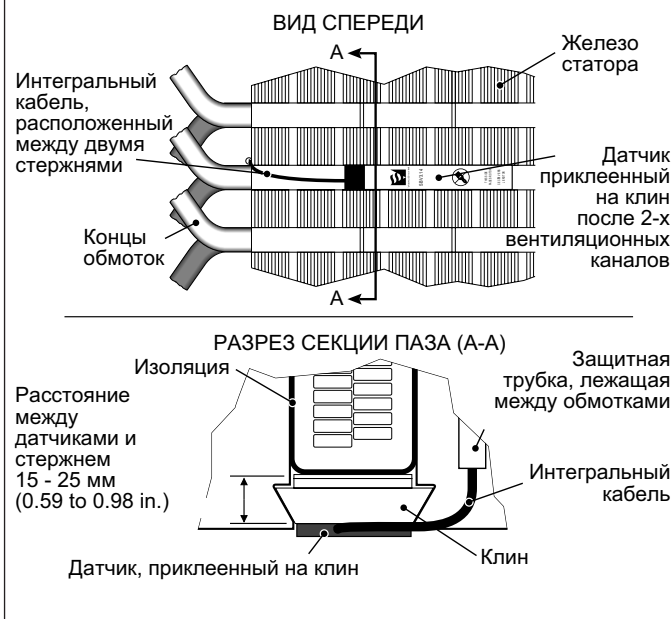 ВИД СПЕРЕДИ
А
Железо
статора
Интегральный
кабель,
расположенный
между двумя
стержнями
Датчик
приклеенный
на клин
после 2-х
вентиляционных
каналов
Концы
обмоток
А
РАЗРЕЗ СЕКЦИИ ПАЗА (А-А)
Изоляция
Защитная
трубка, лежащая
между обмотками
Расстояние
между
датчиками и
стержнем
15 - 25 мм
(0.59 to 0.98 in.)
Интегральный
кабель
Клин
Датчик, приклеенный на клин